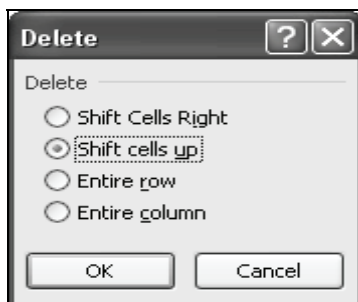 Delete
Delete
Shift Cells Right
Shift cells up
Entire row
Entire column
OK Cancel